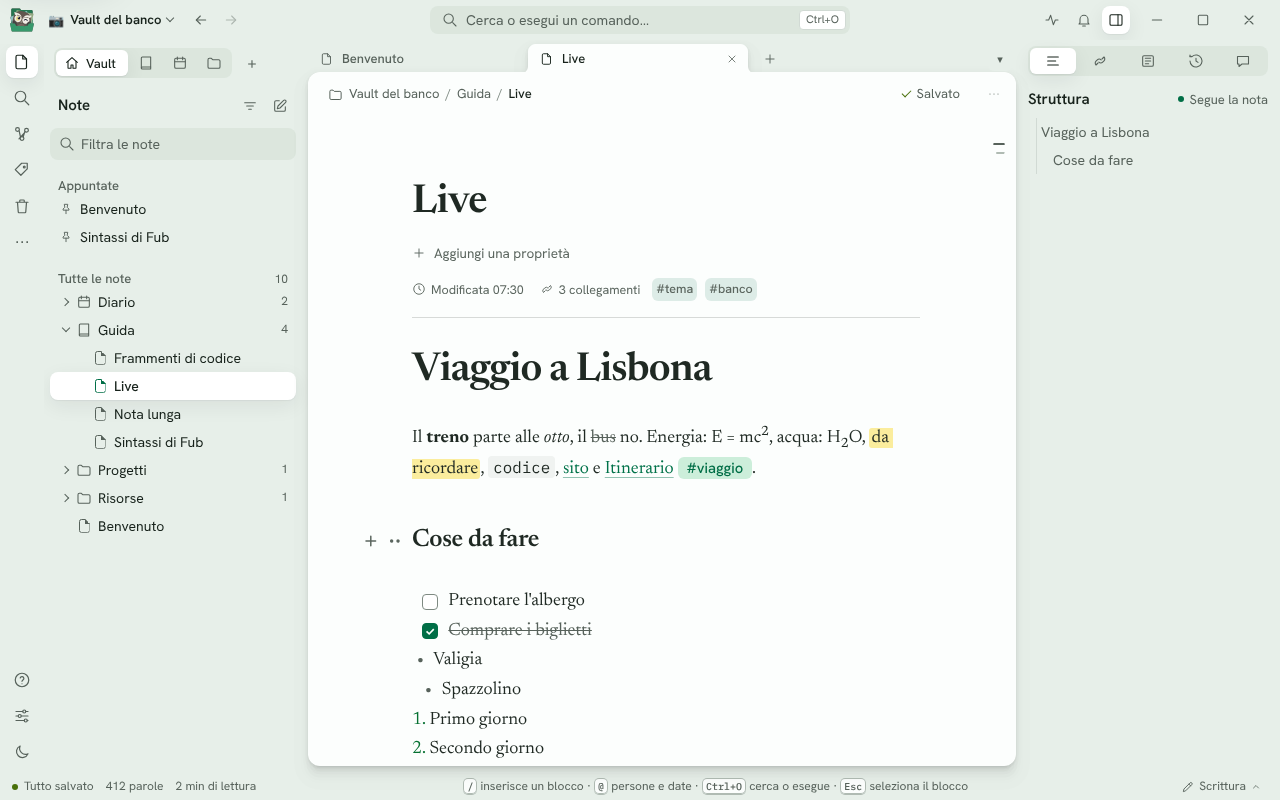 Vault del banco
Cerca o esegui un comando...
Ctrl+O
Vault
Note
Filtra le note
Appuntate
Benvenuto
Sintassi di Fub
Tutte le note 10
Diario 2
Guida 4
Frammenti di codice
Live
Nota lunga
Sintassi di Fub
Progetti 1
Risorse 1
Benvenuto
Benvenuto
Live
Vault del banco / Guida / Live
Salvato
Live
Aggiungi una proprietà
Modificata 07:30 3 collegamenti #tema #banco
Viaggio a Lisbona
Il treno parte alle otto, il bus no. Energia: E = mc², acqua: H₂O, da
ricordare, codice, sito e Itinerario #viaggio.
Cose da fare
Prenotare l'albergo
Comprare i biglietti
• Valigia
• Spazzolino
1. Primo giorno
2. Secondo giorno
Struttura
Segue la nota
Viaggio a Lisbona
Cose da fare
Tutto salvato 412 parole 2 min di lettura
/ inserisce un blocco · @ persone e date · Ctrl+O cerca o esegue · Esc seleziona il blocco
Scrittura